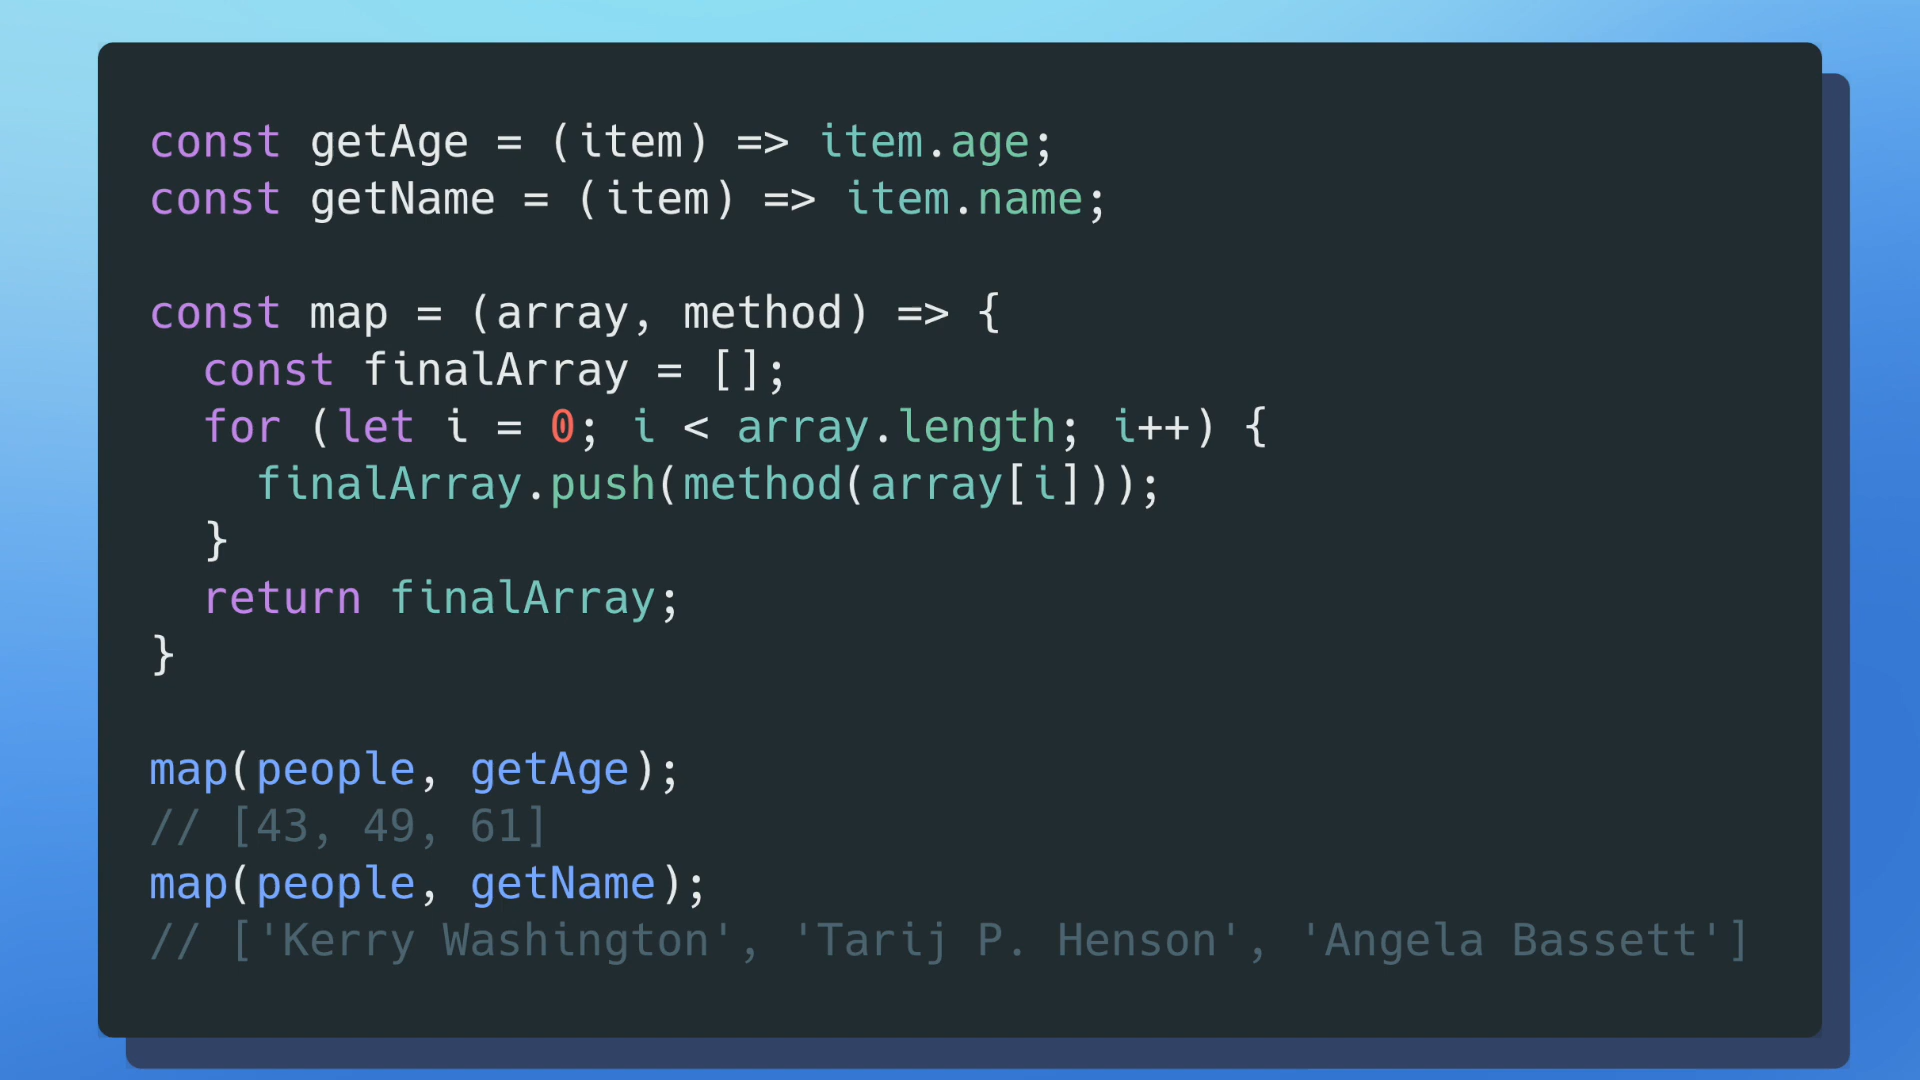 const getAge = (item) => item.age;
const getName = (item) => item.name;
const map = (array, method) => {
  const finalArray = [];
  for (let i = 0; i < array.length; i++) {
    finalArray.push(method(array[i]));
  }
  return finalArray;
}
map(people, getAge);
// [43, 49, 61]
map(people, getName);
// ['Kerry Washington', 'Tarij P. Henson', 'Angela Bassett']